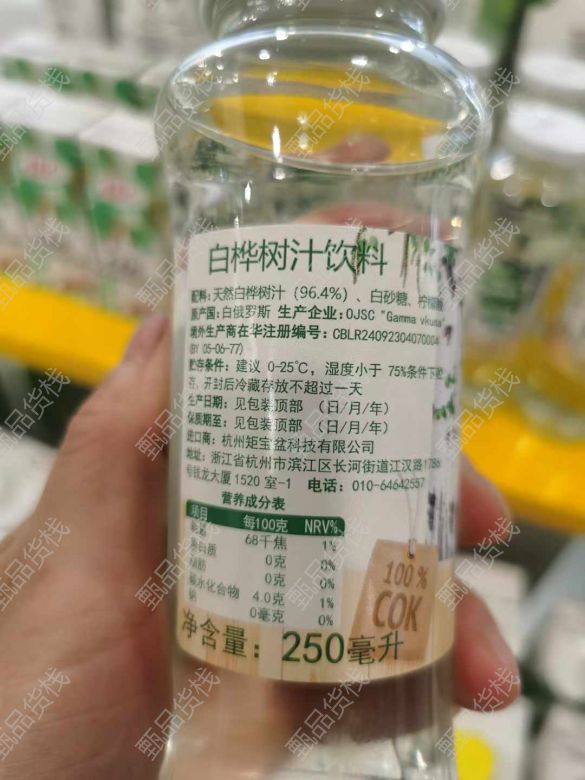 白桦树汁饮料
配料：天然白桦树汁（96.4%）、白砂糖、柠檬酸
原产国：白俄罗斯 生产企业：OJSC "Gamma vkusa"
境外生产商在华注册编号：CBLR24092304070004
(BY 05-06-77)
贮存条件：建议 0-25℃，湿度小于 75%条件下贮
存，开封后冷藏存放不超过一天
生产日期：见包装顶部 （日/月/年）
保质期至：见包装顶部 （日/月/年）
进口商：杭州矩宝盆科技有限公司
地址：浙江省杭州市滨江区长河街道江汉路1786
号钱龙大厦 1520 室-1 电话：010-64642557
营养成分表
项目 每100克 NRV%
能量 68千焦 1%
蛋白质 0克 0%
脂肪 0克 0%
碳水化合物 4.0克 1%
钠 0毫克 0%
净含量：250毫升
100%
СОК
甄品货栈